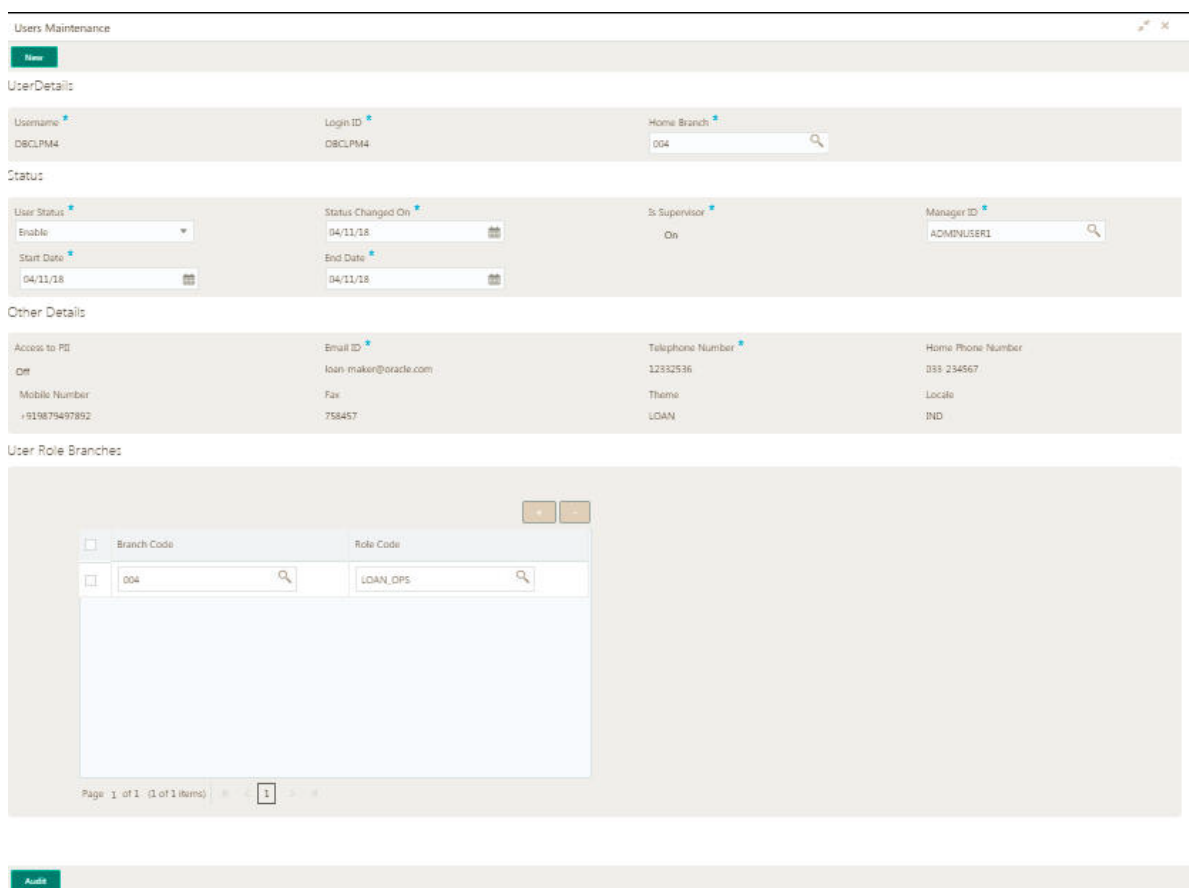 Users Maintenance
New
UserDetails
Username * Login ID * Home Branch *
OBCLPM4 OBCLPM4 004
Status
User Status * Status Changed On * Is Supervisor * Manager ID *
Enable 04/11/18 On ADMINUSER1
Start Date * End Date *
04/11/18 04/11/18
Other Details
Access to PII Email ID * Telephone Number * Home Phone Number
Off loan-maker@oracle.com 12332536 033-234567
Mobile Number Fax Theme Locale
+919879497892 758457 LOAN IND
User Role Branches
+ -
Branch Code Role Code
004 LOAN_OPS
Page 1 of 1 (1 of 1 items) 1
Audit